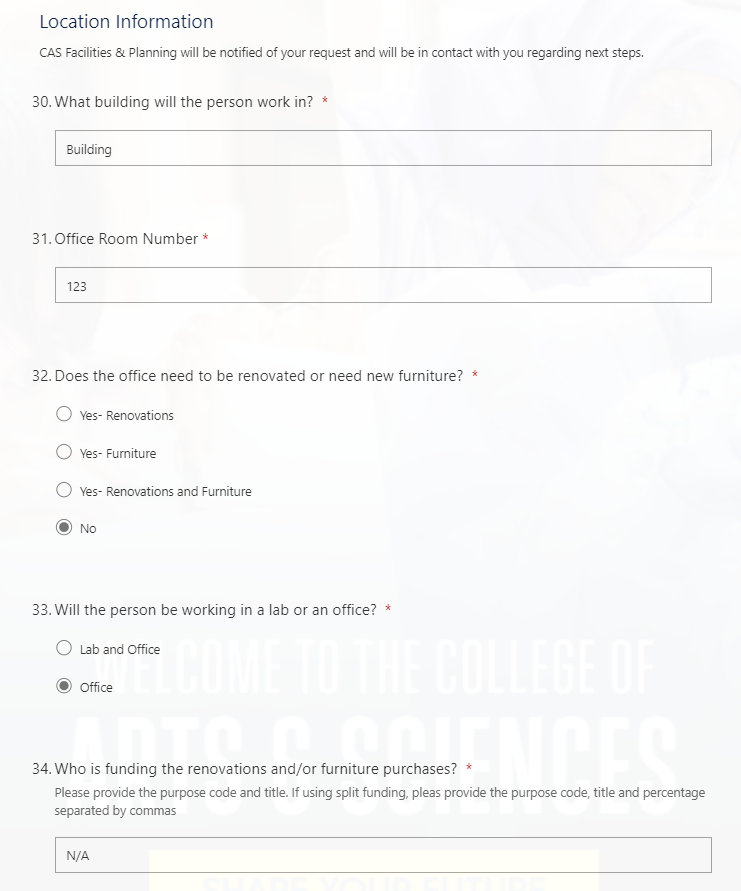 Location Information
CAS Facilities & Planning will be notified of your request and will be in contact with you regarding next steps.
30. What building will the person work in? *
Building
31. Office Room Number *
123
32. Does the office need to be renovated or need new furniture? *
Yes- Renovations
Yes- Furniture
Yes- Renovations and Furniture
No
33. Will the person be working in a lab or an office? *
Lab and Office
Office
WELCOME TO THE COLLEGE OF
ARTS & SCIENCES
34. Who is funding the renovations and/or furniture purchases? *
Please provide the purpose code and title. If using split funding, pleas provide the purpose code, title and percentage
separated by commas
N/A
SHARE YOUR FUTURE